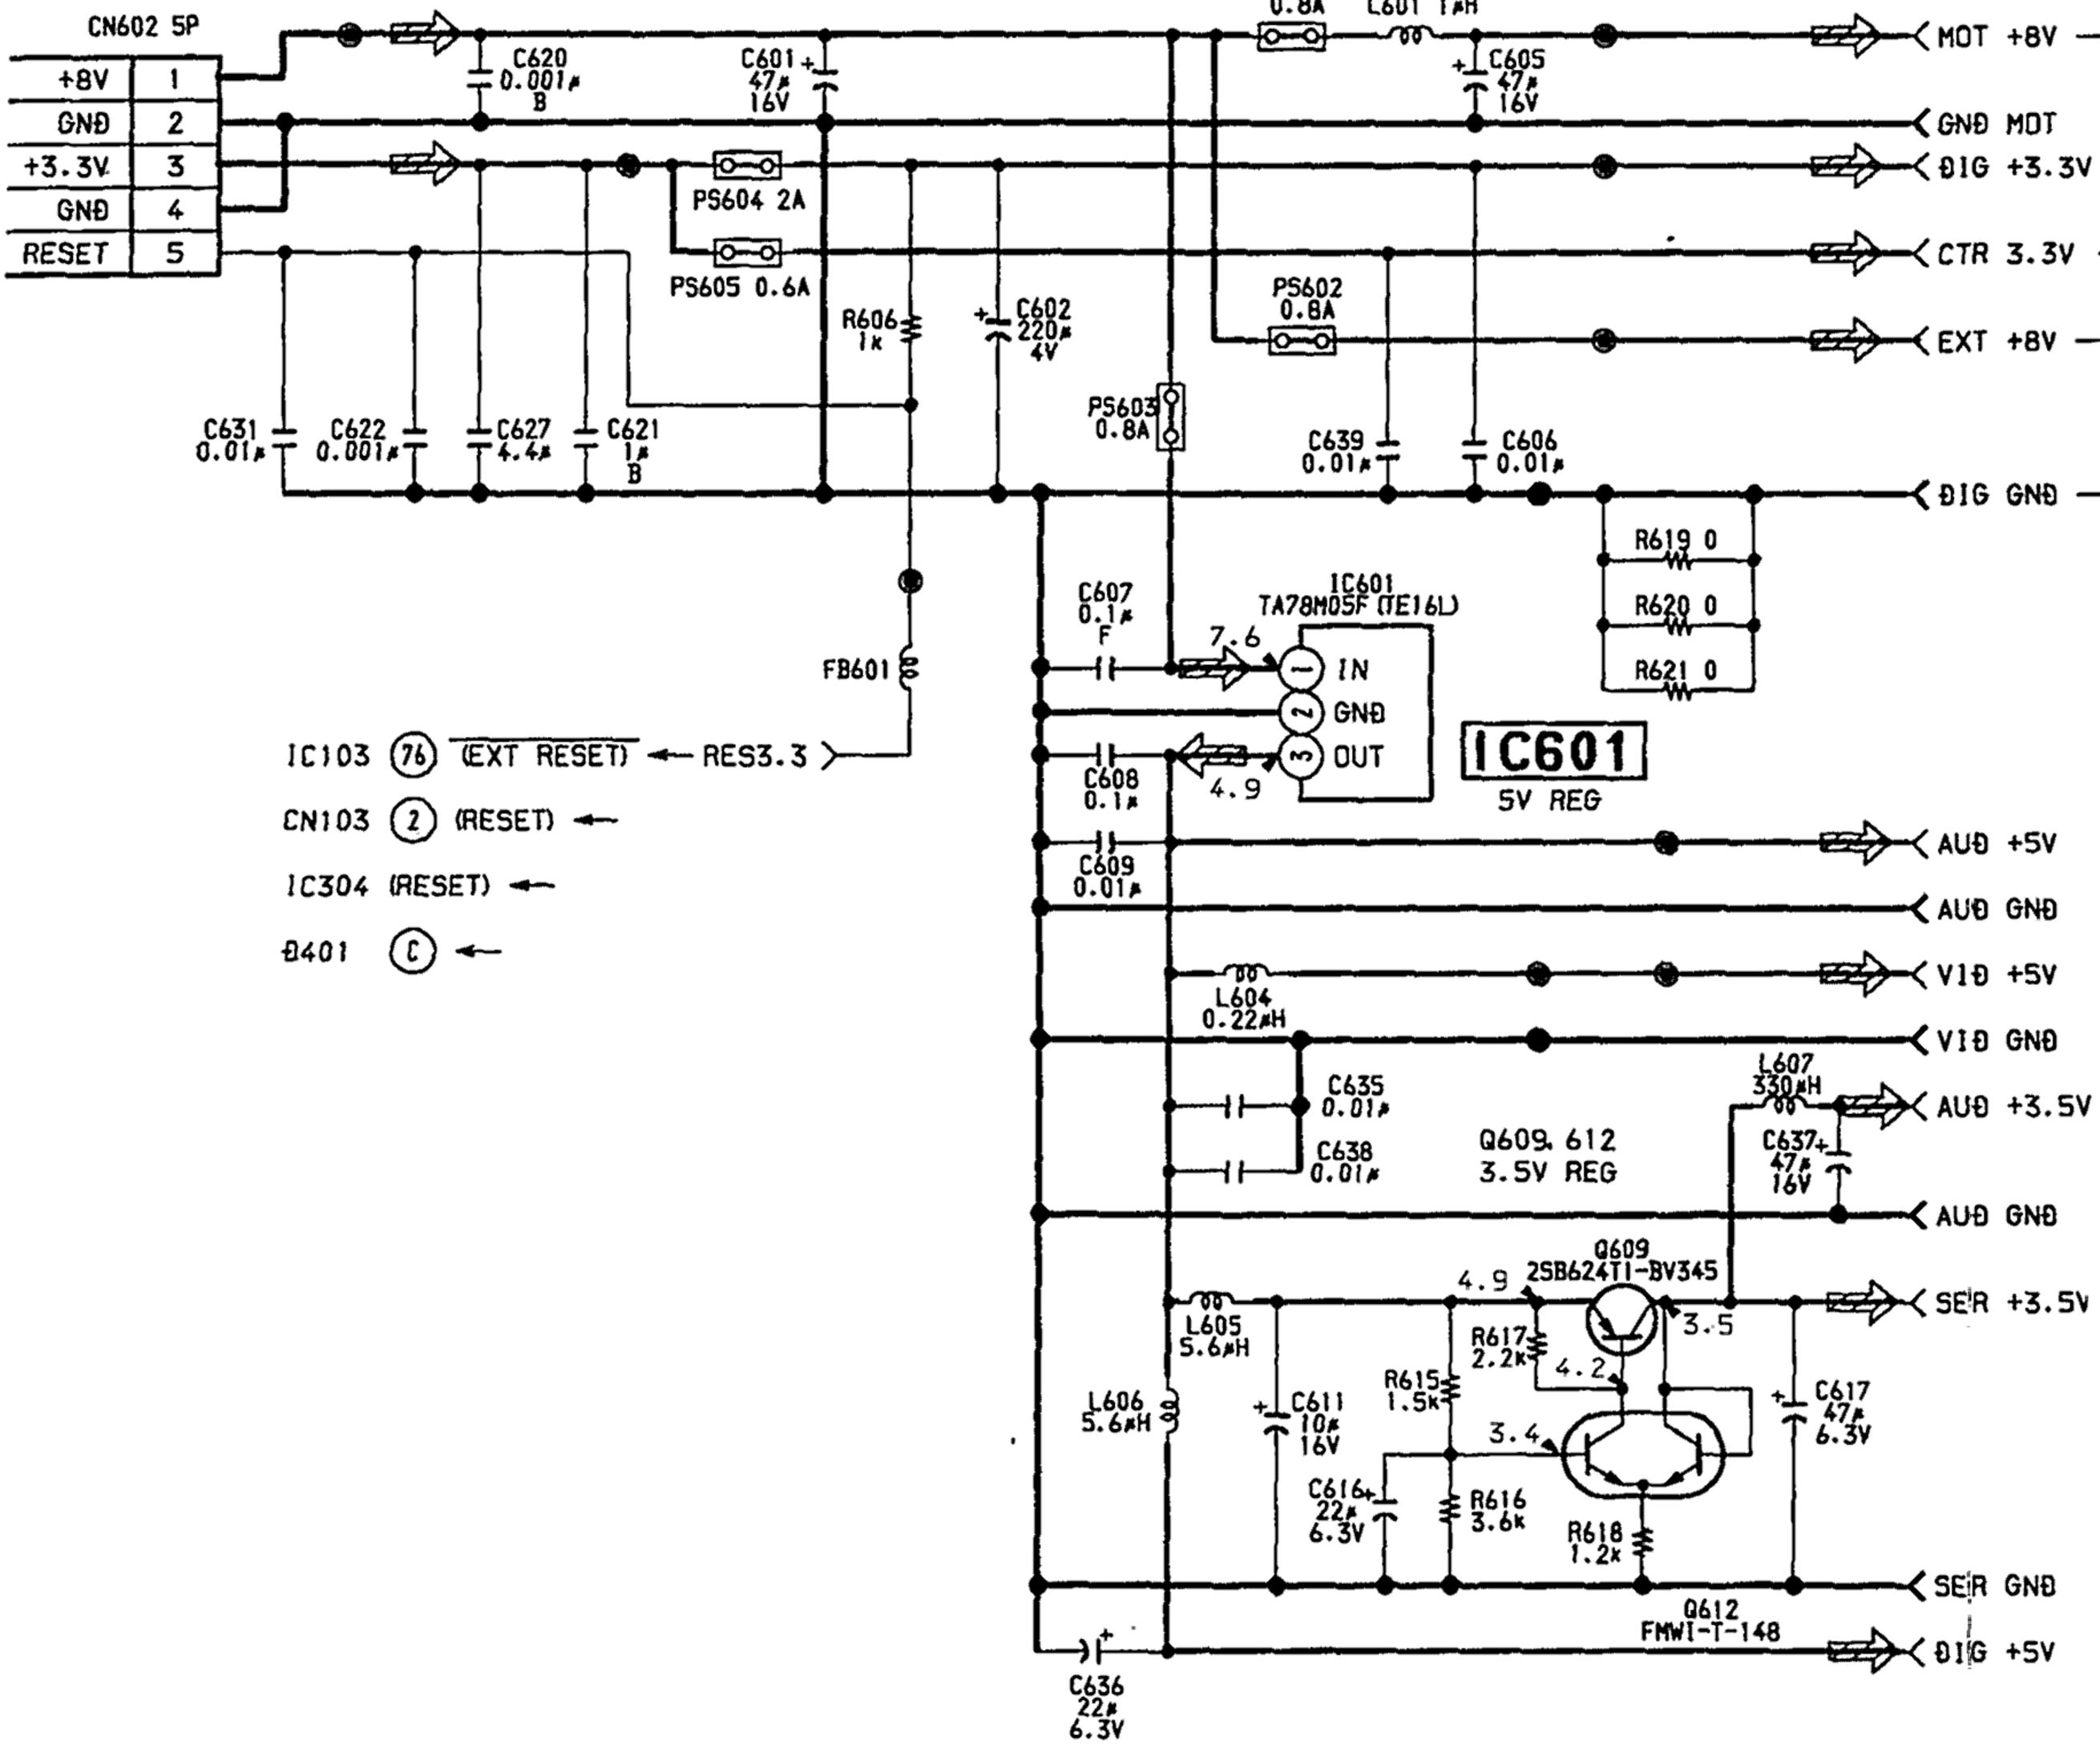 0.8A
L601 1μH
CN602 5P
+8V 1
GND 2
+3.3V 3
GND 4
RESET 5
C620
0.001μ
B
C601 +
47μ
16V
+ C605
47μ
16V
MOT +8V
GND MOT
DIG +3.3V
PS604 2A
CTR 3.3V
PS605 0.6A
R606
1k
+ C602
220μ
4V
PS602
0.8A
EXT +8V
PS603
0.8A
C631
0.01μ
C622
0.001μ
C627
4.4μ
C621
1μ
B
C639
0.01μ
C606
0.01μ
DIG GND
R619 0
R620 0
R621 0
C607
0.1μ
F
IC601
TA78M05F (TE16L)
7.6
1 IN
2 GND
3 OUT
4.9
FB601
IC601
5V REG
C608
0.1μ
IC103 76 (EXT RESET) ← RES3.3
CN103 2 (RESET) ←
IC304 (RESET) ←
D401 C ←
C609
0.01μ
AUD +5V
AUD GND
VID +5V
L604
0.22μH
VID GND
C635
0.01μ
C638
0.01μ
Q609, 612
3.5V REG
L607
330μH
AUD +3.5V
C637 +
47μ
16V
AUD GND
Q609
2SB624T1-BV345
4.9
3.5
SER +3.5V
L605
5.6μH
R617
2.2k
4.2
R615
1.5k
L606
5.6μH
+ C611
10μ
16V
3.4
+ C617
47μ
6.3V
C616 +
22μ
6.3V
R616
3.6k
R618
1.2k
SER GND
Q612
FMWI-T-148
+
DIG +5V
C636
22μ
6.3V